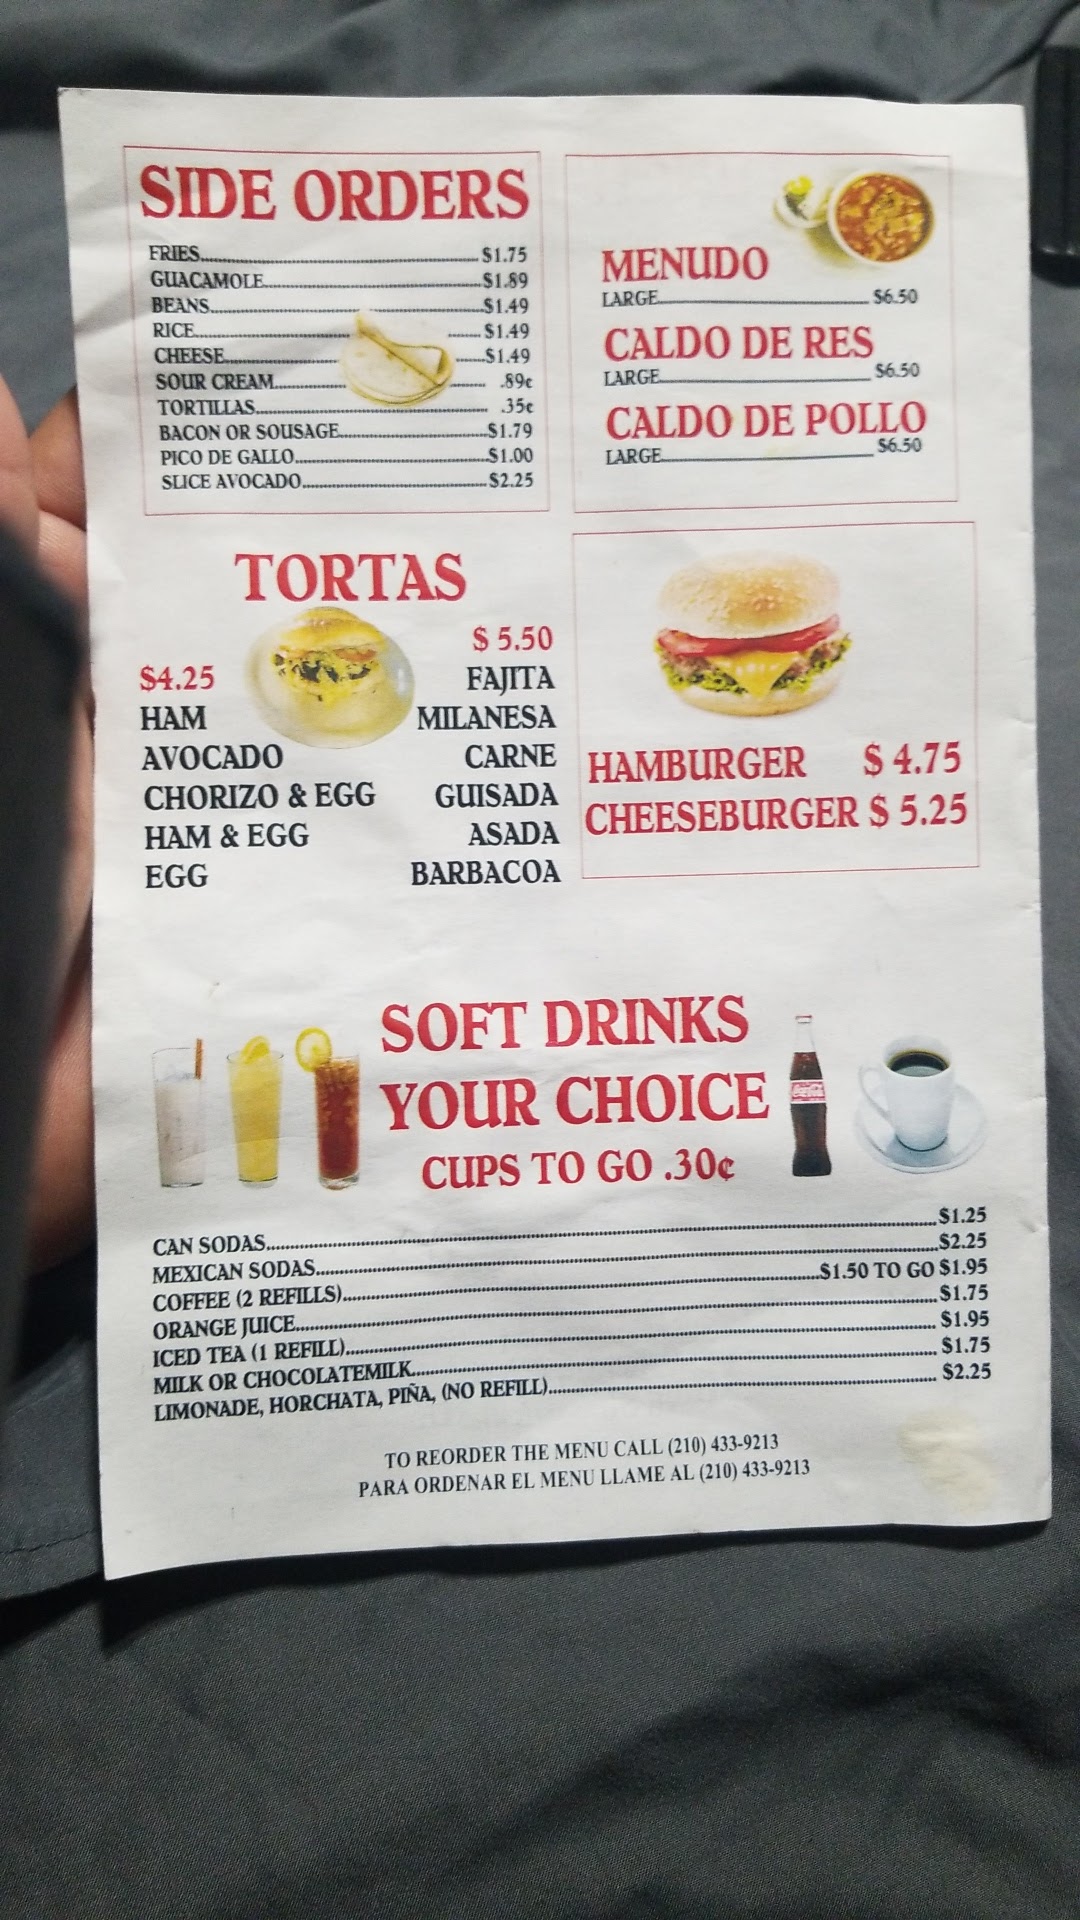 SIDE ORDERS
FRIES $1.75
GUACAMOLE $1.89
BEANS $1.49
RICE $1.49
CHEESE $1.49
SOUR CREAM .89¢
TORTILLAS .35¢
BACON OR SOUSAGE $1.79
PICO DE GALLO $1.00
SLICE AVOCADO $2.25
MENUDO
LARGE $6.50
CALDO DE RES
LARGE $6.50
CALDO DE POLLO
LARGE $6.50
TORTAS
$4.25
HAM
AVOCADO
CHORIZO & EGG
HAM & EGG
EGG
$ 5.50
FAJITA
MILANESA
CARNE
GUISADA
ASADA
BARBACOA
HAMBURGER $ 4.75
CHEESEBURGER $ 5.25
SOFT DRINKS
YOUR CHOICE
CUPS TO GO .30¢
CAN SODAS $1.25
MEXICAN SODAS $2.25
COFFEE (2 REFILLS) $1.50 TO GO $1.95
ORANGE JUICE $1.75
ICED TEA (1 REFILL) $1.95
MILK OR CHOCOLATEMILK $1.75
LIMONADE, HORCHATA, PIÑA, (NO REFILL) $2.25
TO REORDER THE MENU CALL (210) 433-9213
PARA ORDENAR EL MENU LLAME AL (210) 433-9213